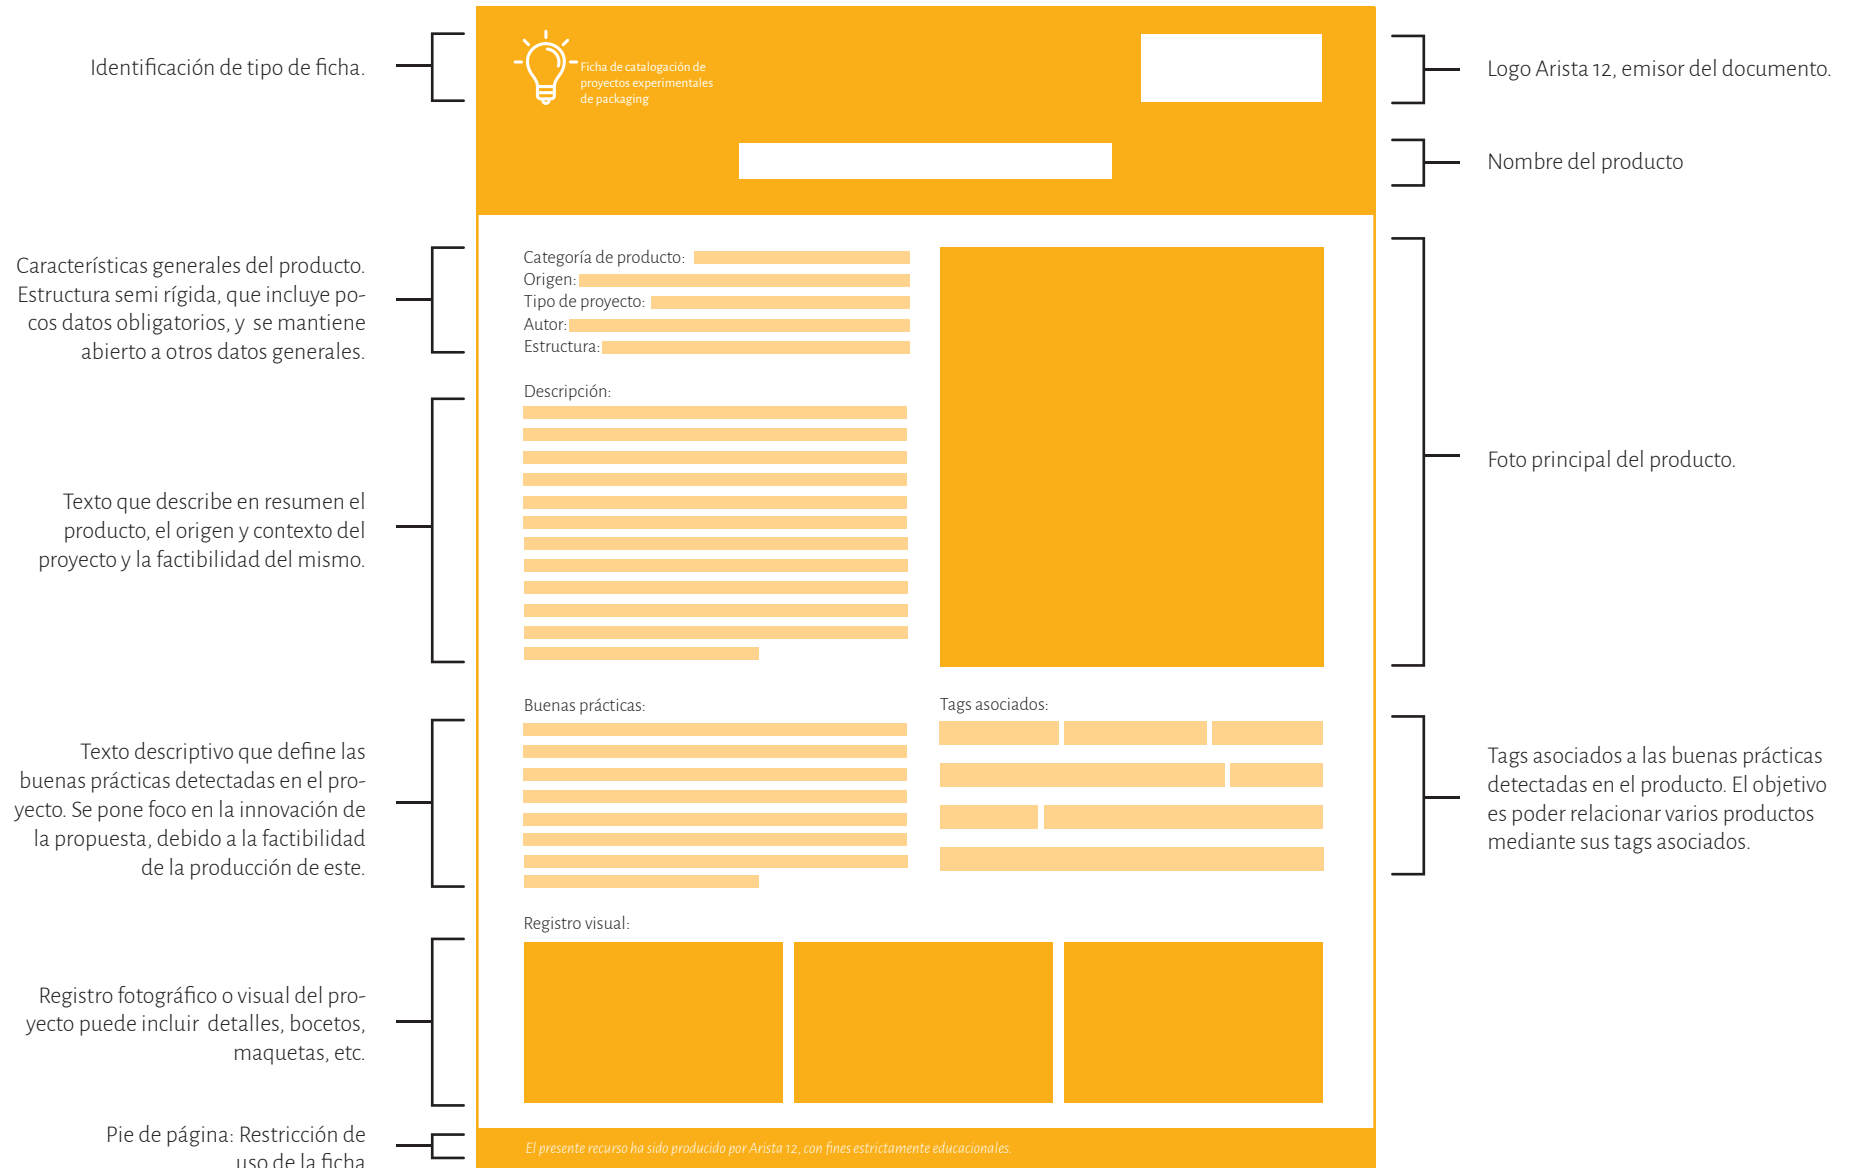 Identificación de tipo de ficha.
Ficha de catalogación de
proyectos experimentales
de packaging
Logo Arista 12, emisor del documento.
Nombre del producto
Características generales del producto.
Estructura semi rígida, que incluye po-
cos datos obligatorios, y se mantiene
abierto a otros datos generales.
Categoría de producto:
Origen:
Tipo de proyecto:
Autor:
Estructura:
Descripción:
Texto que describe en resumen el
producto, el origen y contexto del
proyecto y la factibilidad del mismo.
Foto principal del producto.
Buenas prácticas:
Texto descriptivo que define las
buenas prácticas detectadas en el pro-
yecto. Se pone foco en la innovación de
la propuesta, debido a la factibilidad
de la producción de este.
Tags asociados:
Tags asociados a las buenas prácticas
detectadas en el producto. El objetivo
es poder relacionar varios productos
mediante sus tags asociados.
Registro visual:
Registro fotográfico o visual del pro-
yecto puede incluir detalles, bocetos,
maquetas, etc.
Pie de página: Restricción de
uso de la ficha
El presente recurso ha sido producido por Arista 12, con fines estrictamente educacionales.